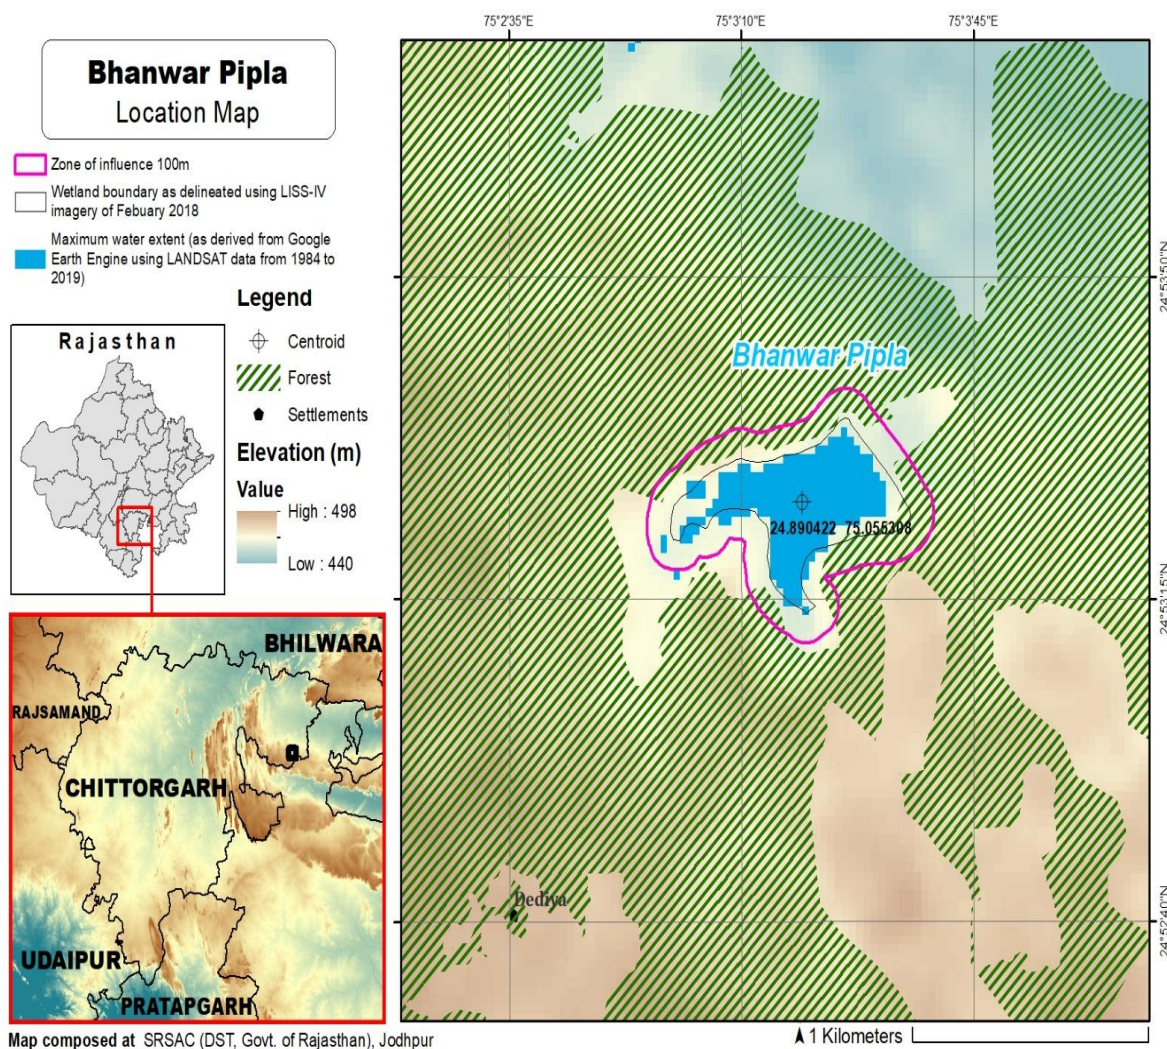 Bhanwar Pipla
Location Map
Zone of influence 100m
Wetland boundary as delineated using LISS-IV
imagery of Febuary 2018
Maximum water extent (as derived from Google
Earth Engine using LANDSAT data from 1984 to
2019)
Legend
Centroid
Forest
Settlements
Elevation (m)
Value
High : 498
Low : 440
Rajasthan
BHILWARA
RAJSAMAND
CHITTORGARH
UDAIPUR
PRATAPGARH
Map composed at SRSAC (DST, Govt. of Rajasthan), Jodhpur
75°2'35"E
75°3'10"E
75°3'45"E
24°53'50"N
Bhanwar Pipla
24.890422 75.055308
24°53'15"N
Dediya
24°52'40"N
1 Kilometers